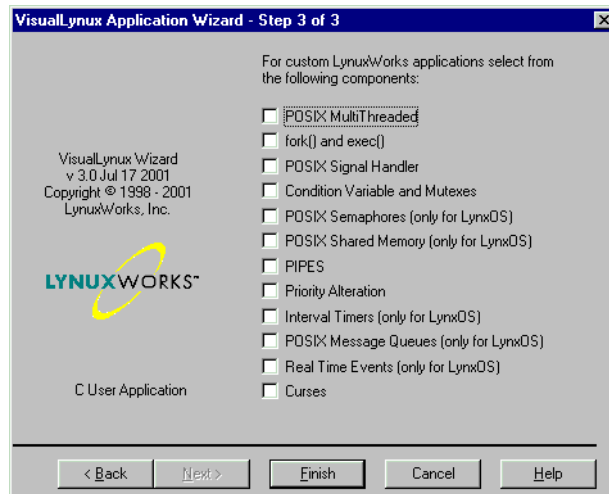 VisualLynux Application Wizard - Step 3 of 3
For custom LynuxWorks applications select from
the following components:
POSIX MultiThreaded
fork() and exec()
POSIX Signal Handler
Condition Variable and Mutexes
POSIX Semaphores (only for LynxOS)
POSIX Shared Memory (only for LynxOS)
PIPES
Priority Alteration
Interval Timers (only for LynxOS)
POSIX Message Queues (only for LynxOS)
Real Time Events (only for LynxOS)
Curses
VisualLynux Wizard
v 3.0 Jul 17 2001
Copyright © 1998 - 2001
LynuxWorks, Inc.
LYNUXWORKS™
C User Application
< Back
Next >
Finish
Cancel
Help